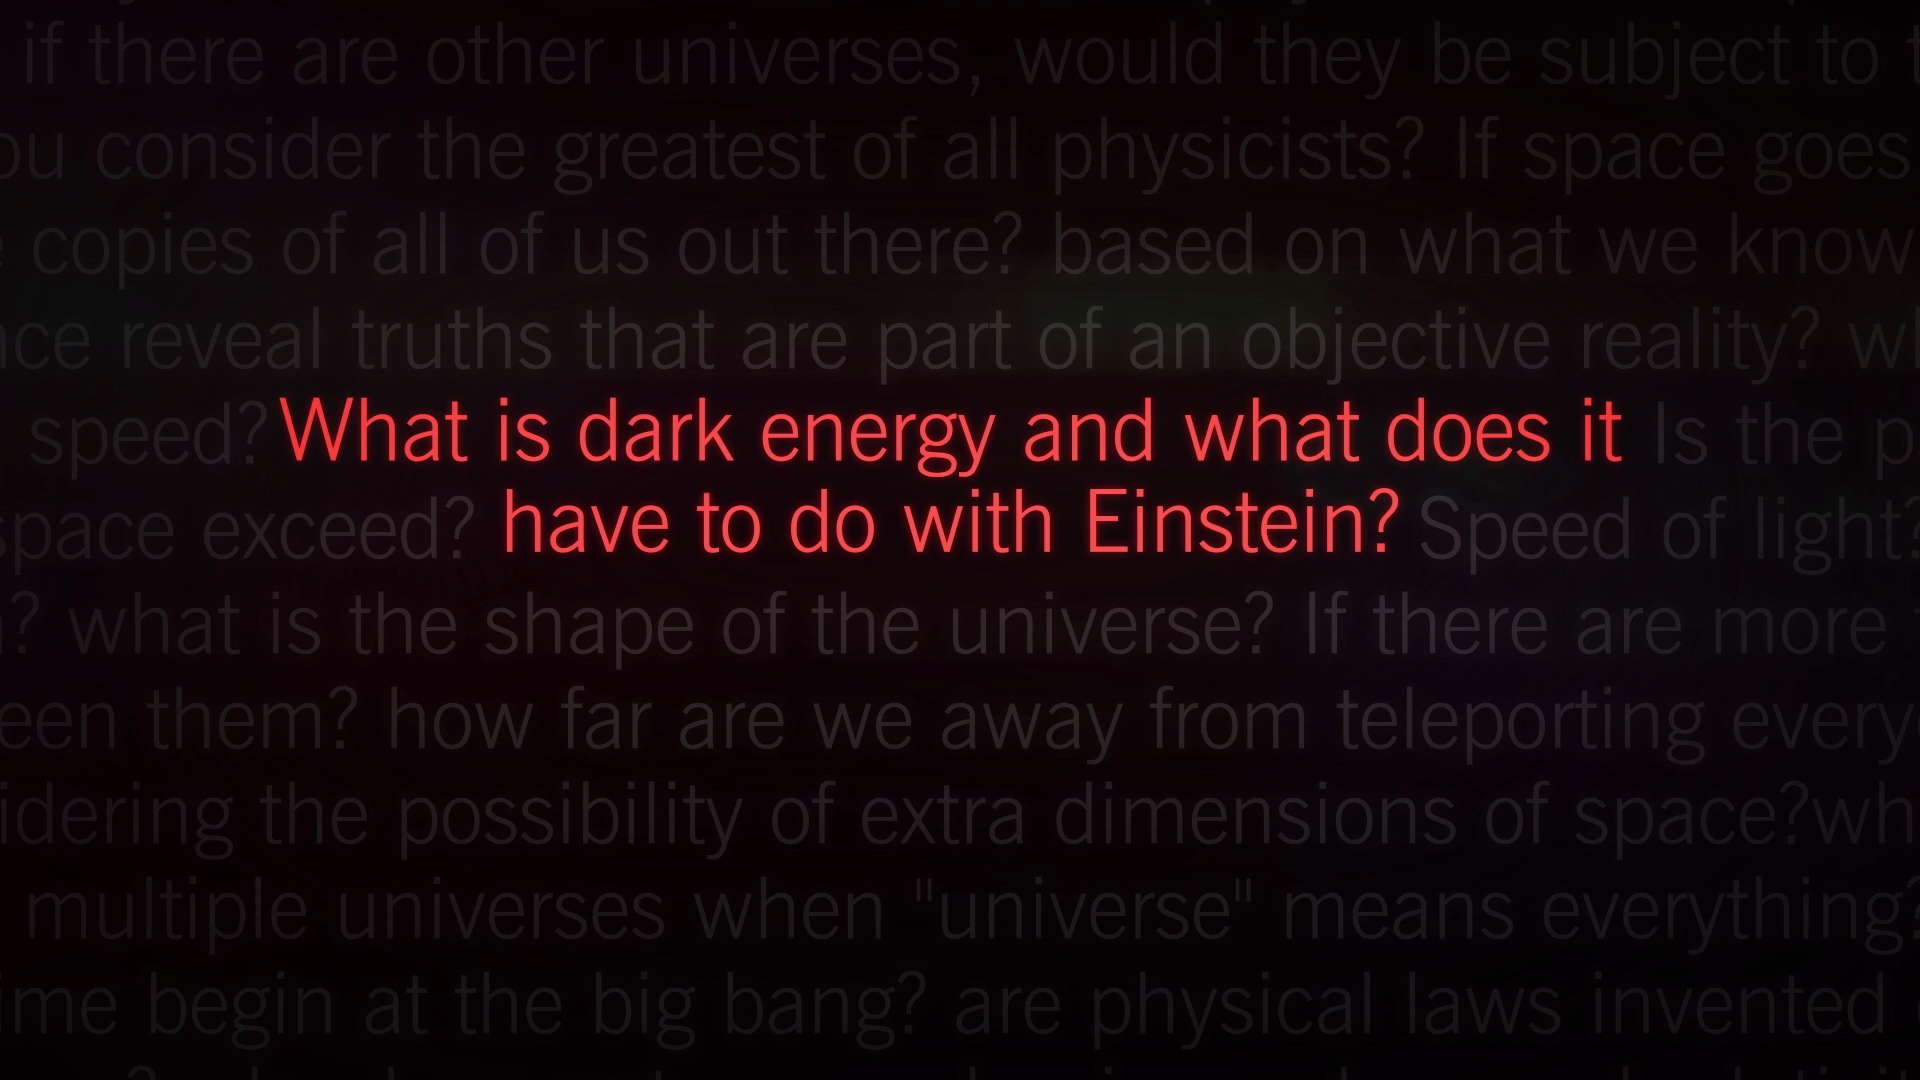 if there are other universes, would they be subject to
ou consider the greatest of all physicists? If space goes
copies of all of us out there? based on what we know
nce reveal truths that are part of an objective reality? wh
speed? What is dark energy and what does it Is the p
space exceed? have to do with Einstein? Speed of light?
? what is the shape of the universe? If there are more
een them? how far are we away from teleporting every
idering the possibility of extra dimensions of space?wh
multiple universes when "universe" means everything?
ime begin at the big bang? are physical laws invented